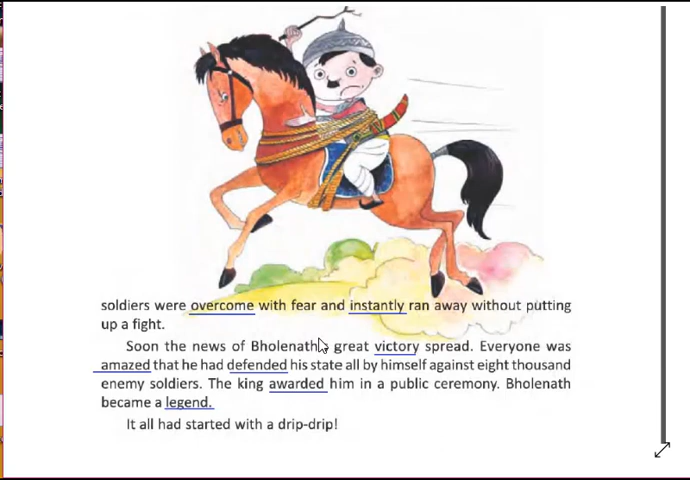 soldiers were overcome with fear and instantly ran away without putting
up a fight.
Soon the news of Bholenath's great victory spread. Everyone was
amazed that he had defended his state all by himself against eight thousand
enemy soldiers. The king awarded him in a public ceremony. Bholenath
became a legend.
It all had started with a drip-drip!